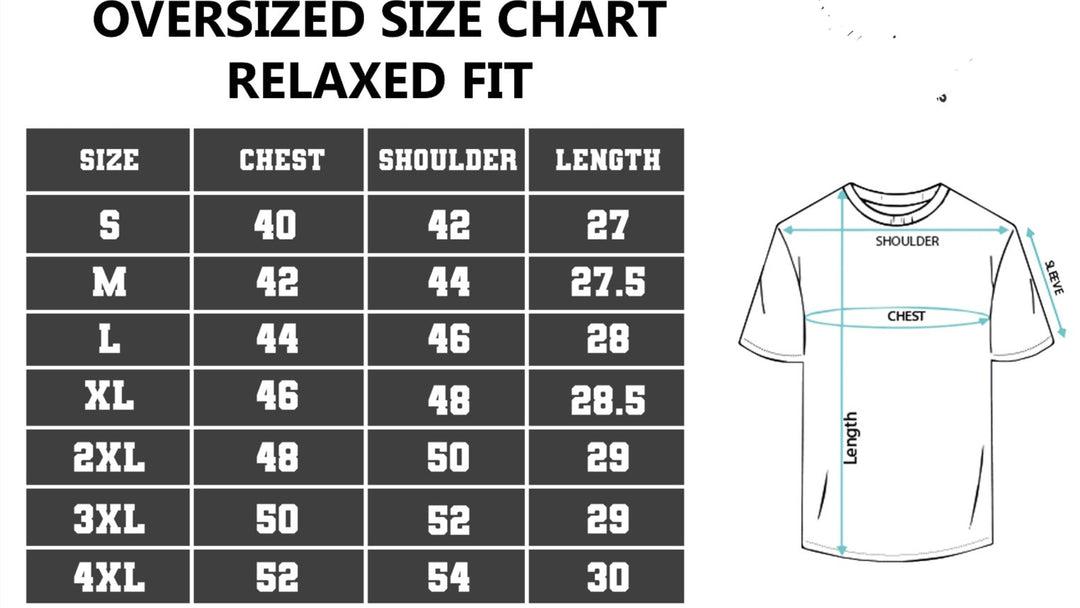 OVERSIZED SIZE CHART
RELAXED FIT
SIZE CHEST SHOULDER LENGTH
S 40 42 27
M 42 44 27.5
L 44 46 28
XL 46 48 28.5
2XL 48 50 29
3XL 50 52 29
4XL 52 54 30
SHOULDER
SLEEVE
CHEST
Length